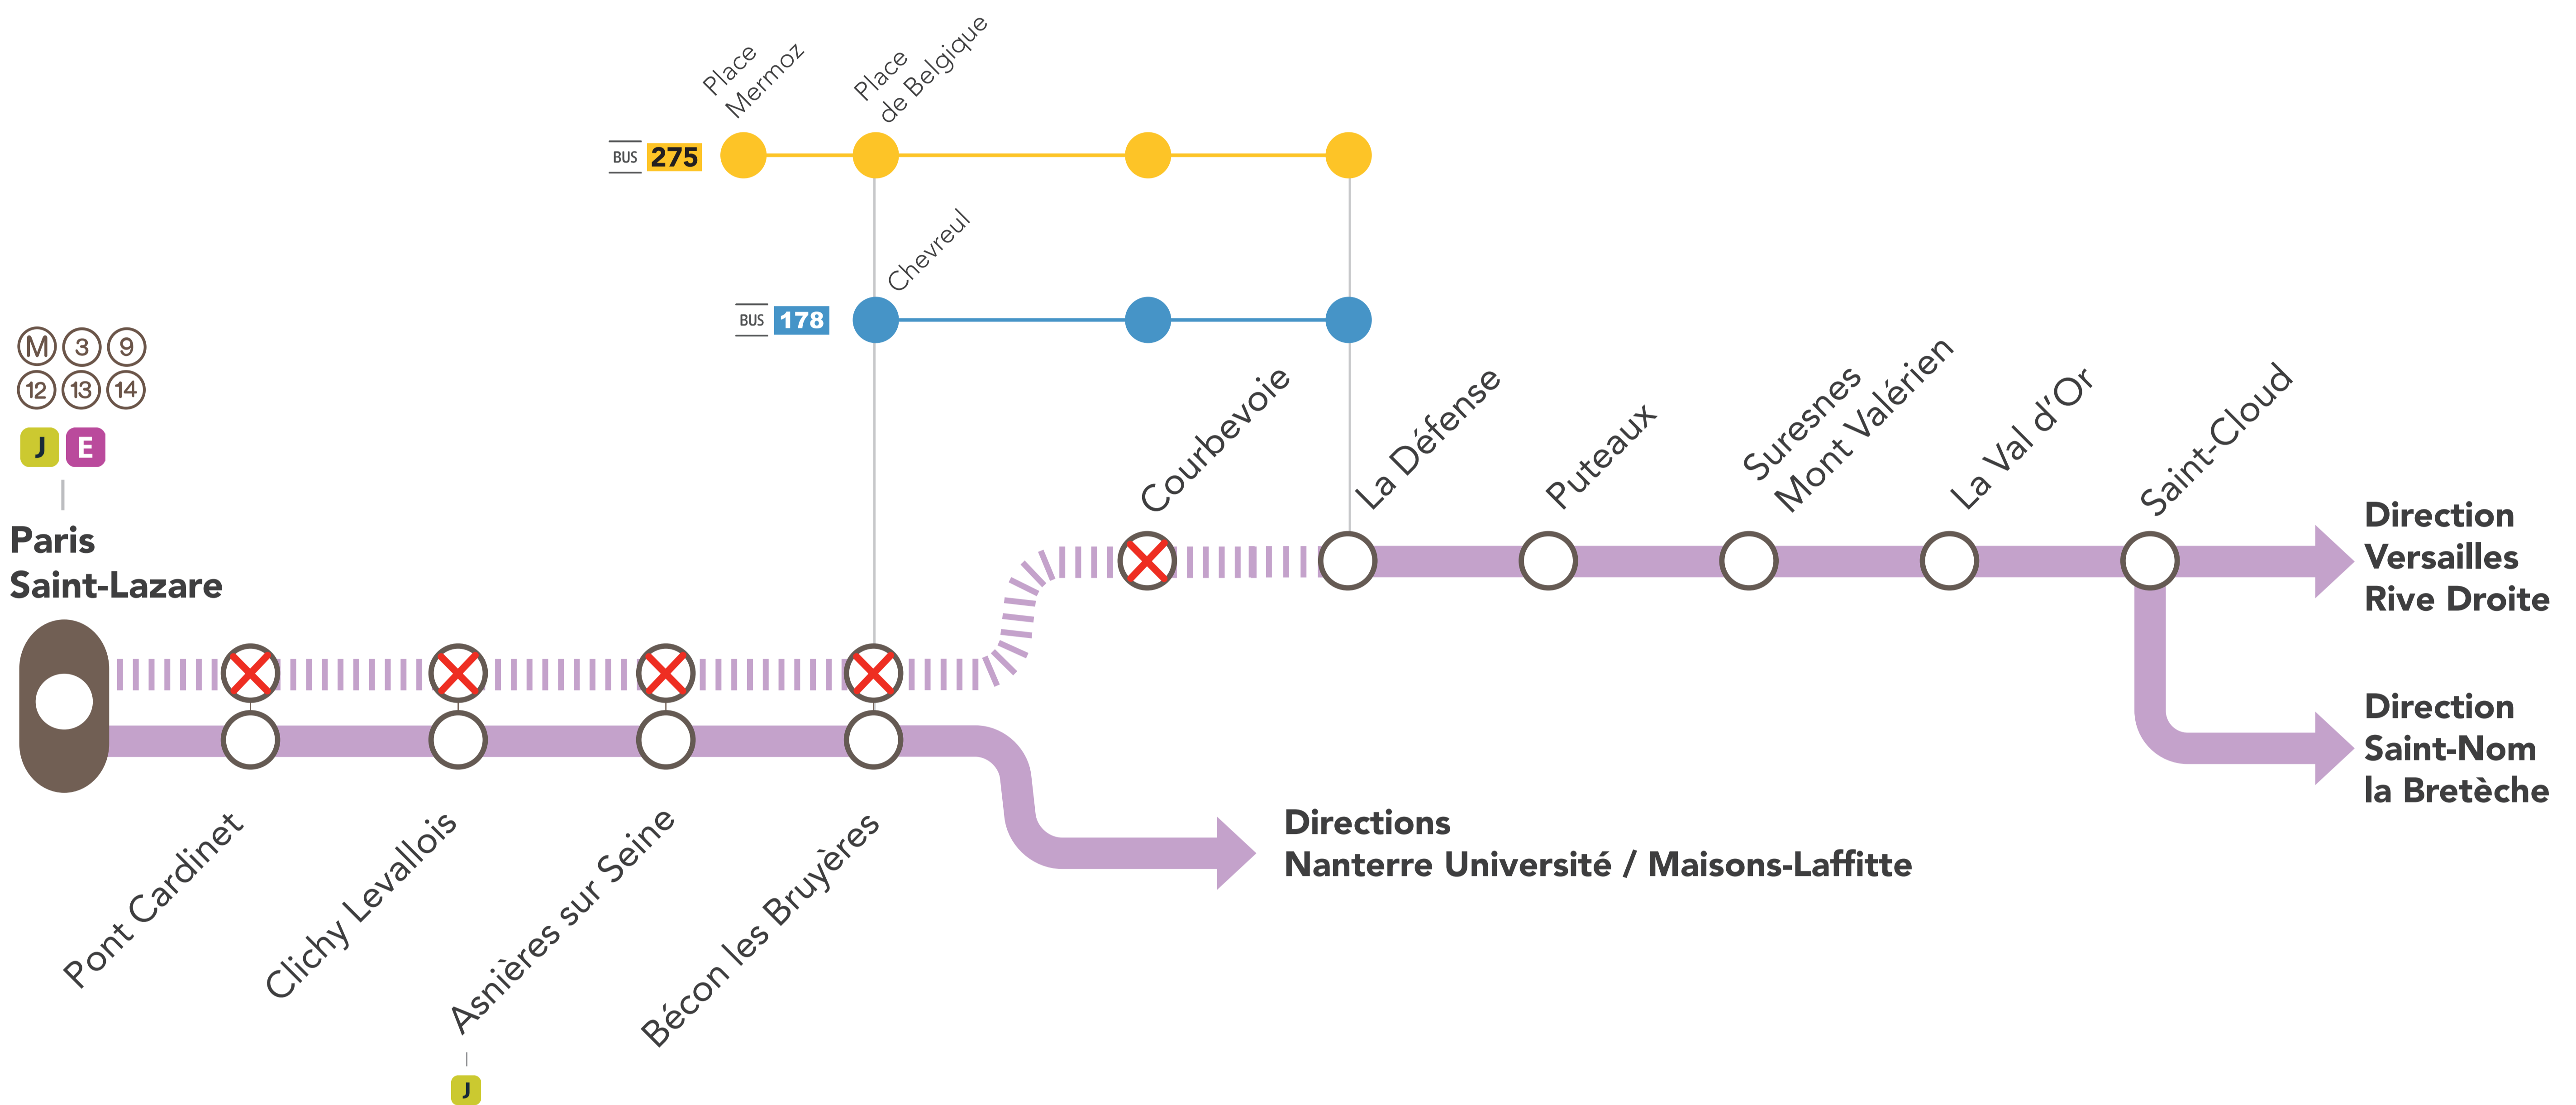 Place
Mermoz
Place
de Belgique
BUS 275
Chevreul
BUS 178
M 3 9
12 13 14
J E
Paris
Saint-Lazare
Pont Cardinet
Clichy Levallois
Asnières sur Seine
J
Bécon les Bruyères
Courbevoie
La Défense
Puteaux
Suresnes
Mont Valérien
La Val d'Or
Saint-Cloud
Direction
Versailles
Rive Droite
Direction
Saint-Nom
la Bretèche
Directions
Nanterre Université / Maisons-Laffitte